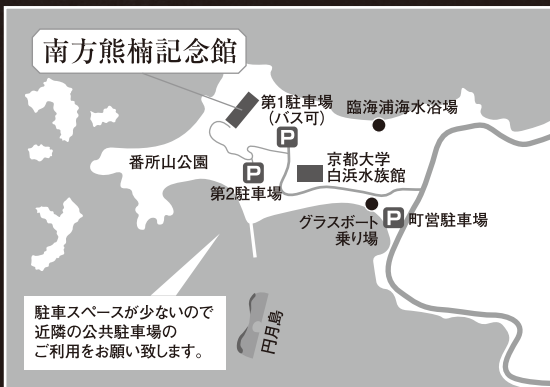 南方熊楠記念館
第1駐車場
(バス可)
P
臨海浦海水浴場
番所山公園
P
第2駐車場
京都大学
白浜水族館
グラスボート
乗り場
P
町営駐車場
駐車スペースが少ないので
近隣の公共駐車場の
ご利用をお願い致します。
円月島